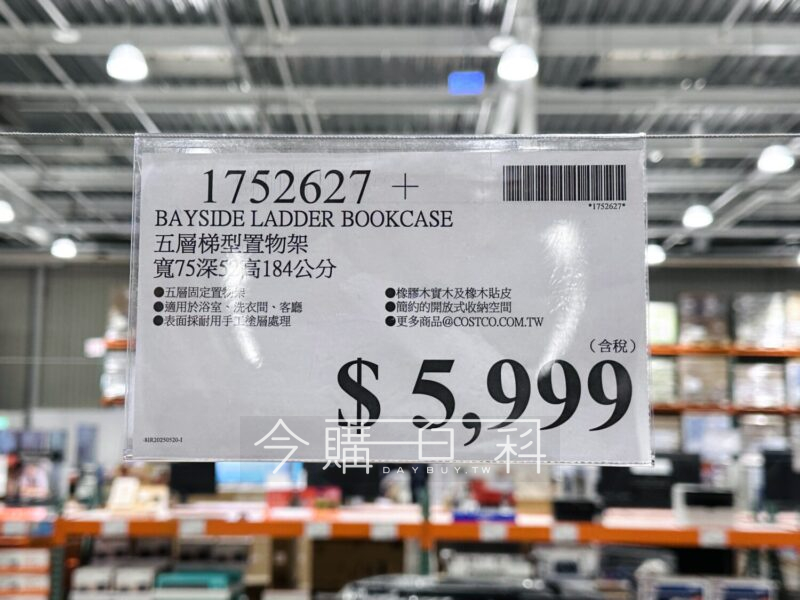 1752627 +
*1752627*
BAYSIDE LADDER BOOKCASE
五層梯型置物架
寬75深52高184公分
●五層固定置物架
●適用於浴室、洗衣間、客廳
●表面採耐用手工塗層處理
●橡膠木實木及橡木貼皮
●簡約的開放式收納空間
●更多商品@COSTCO.COM.TW
(含稅)
$ 5,999
今購百科
DAYBUY.TW